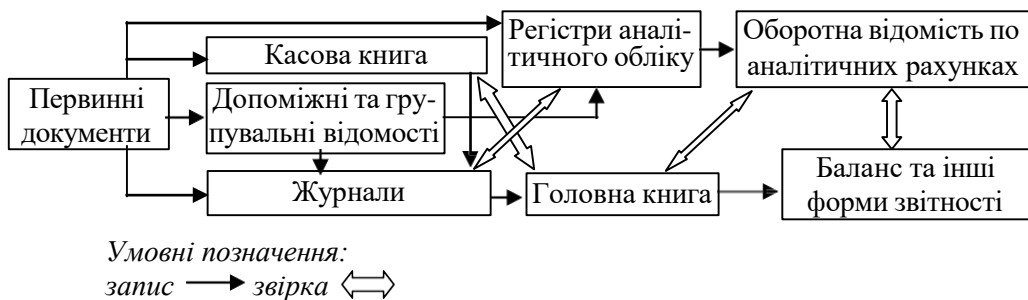 Первинні
документи
Касова книга
Допоміжні та гру-
пувальні відомості
Журнали
Регістри аналі-
тичного обліку
Головна книга
Оборотна відомість по
аналітичних рахунках
Баланс та інші
форми звітності
Умовні позначення:
запис звірка